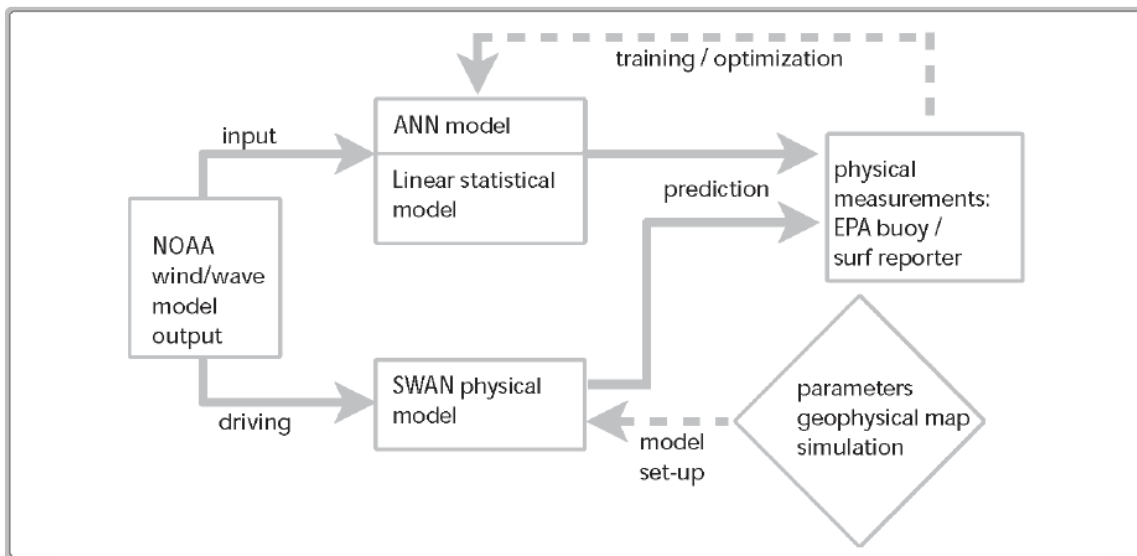 training / optimization
input
ANN model
Linear statistical
model
prediction
physical
measurements:
EPA buoy /
surf reporter
NOAA
wind/wave
model
output
driving
SWAN physical
model
model
set-up
parameters
geophysical map
simulation